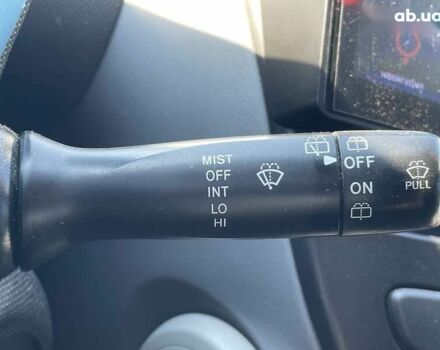 ab.ua
MIST
OFF
INT
LO
HI
OFF
ON
PULL